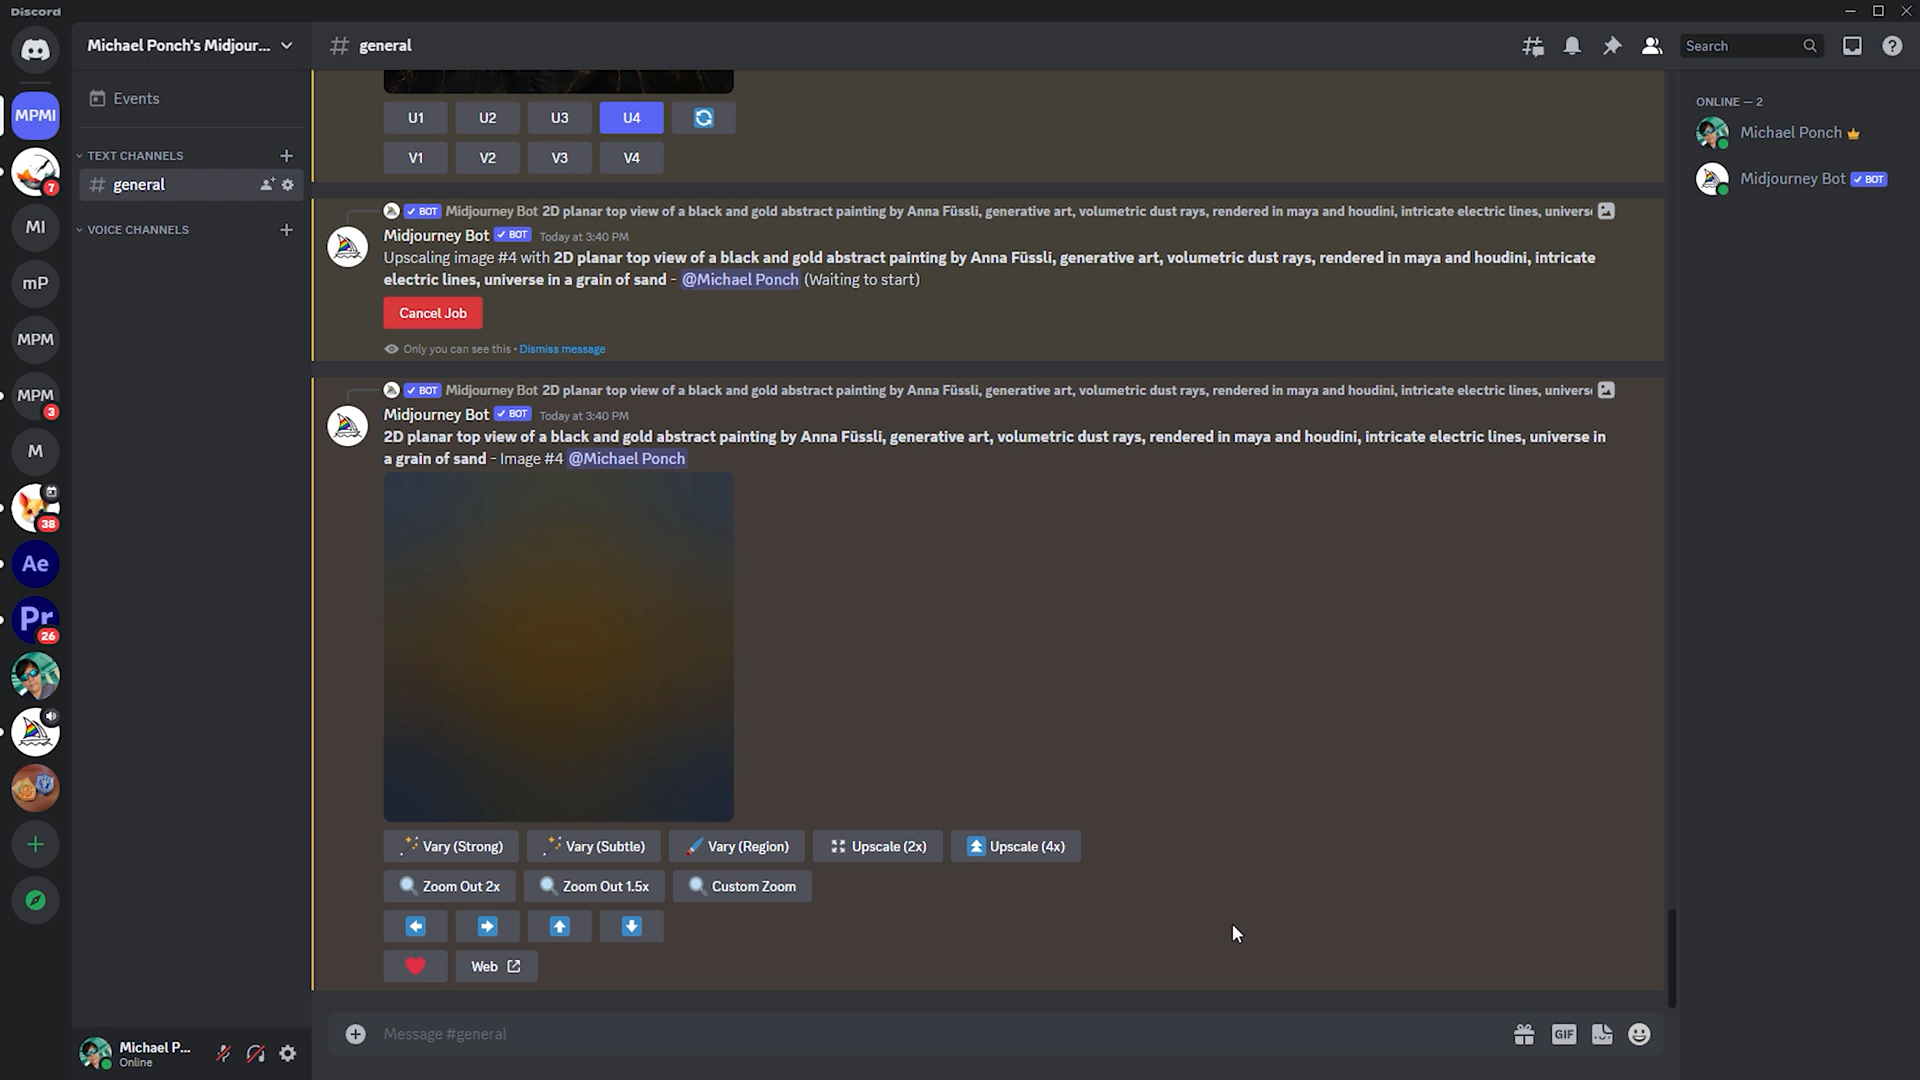 Discord
Michael Ponch's Midjour...
general
Search
Events
TEXT CHANNELS
general
VOICE CHANNELS
MPMI
7
MI
mP
MPM
MPM
3
M
38
Ae
Pr
26
U1 U2 U3 U4
V1 V2 V3 V4
BOT Midjourney Bot 2D planar top view of a black and gold abstract painting by Anna Füssli, generative art, volumetric dust rays, rendered in maya and houdini, intricate electric lines, univers
Midjourney Bot BOT Today at 3:40 PM
Upscaling image #4 with 2D planar top view of a black and gold abstract painting by Anna Füssli, generative art, volumetric dust rays, rendered in maya and houdini, intricate
electric lines, universe in a grain of sand - @Michael Ponch (Waiting to start)
Cancel Job
Only you can see this • Dismiss message
BOT Midjourney Bot 2D planar top view of a black and gold abstract painting by Anna Füssli, generative art, volumetric dust rays, rendered in maya and houdini, intricate electric lines, univers
Midjourney Bot BOT Today at 3:40 PM
2D planar top view of a black and gold abstract painting by Anna Füssli, generative art, volumetric dust rays, rendered in maya and houdini, intricate electric lines, universe in
a grain of sand - Image #4 @Michael Ponch
Vary (Strong) Vary (Subtle) Vary (Region) Upscale (2x) Upscale (4x)
Zoom Out 2x Zoom Out 1.5x Custom Zoom
Web
Message #general
GIF
ONLINE — 2
Michael Ponch
Midjourney Bot BOT
Michael P...
Online